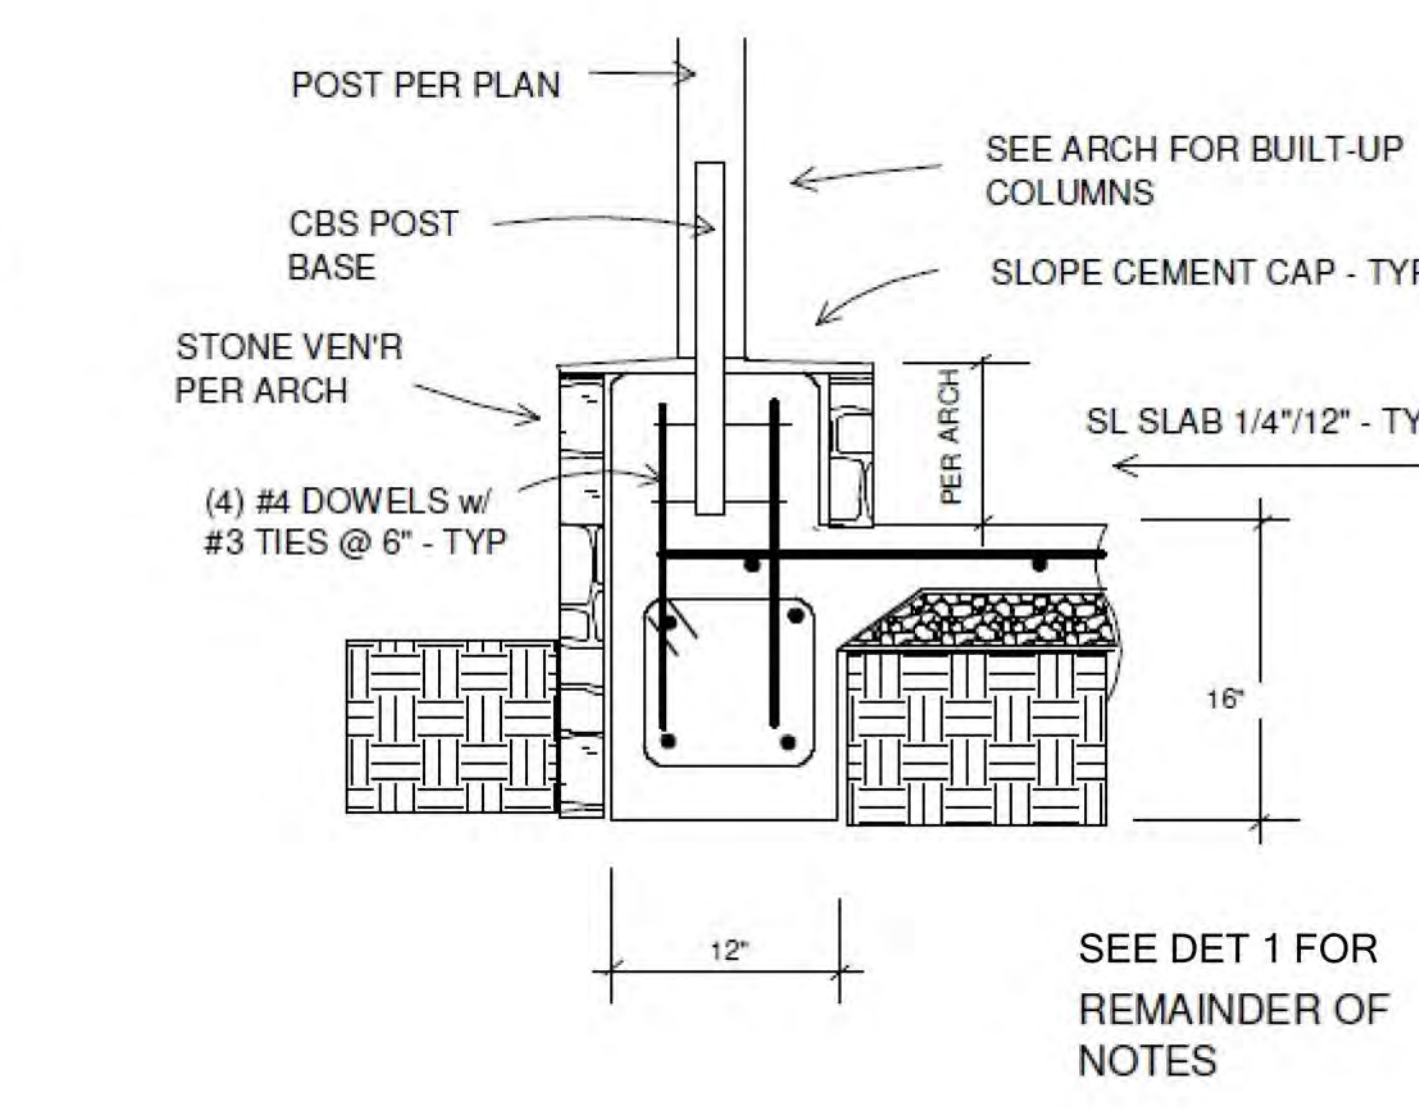 POST PER PLAN
SEE ARCH FOR BUILT-UP
COLUMNS
CBS POST
BASE
SLOPE CEMENT CAP - TYP
STONE VEN'R
PER ARCH
PER ARCH
SL SLAB 1/4"/12" - TY
(4) #4 DOWELS w/
#3 TIES @ 6" - TYP
16"
12"
SEE DET 1 FOR
REMAINDER OF
NOTES